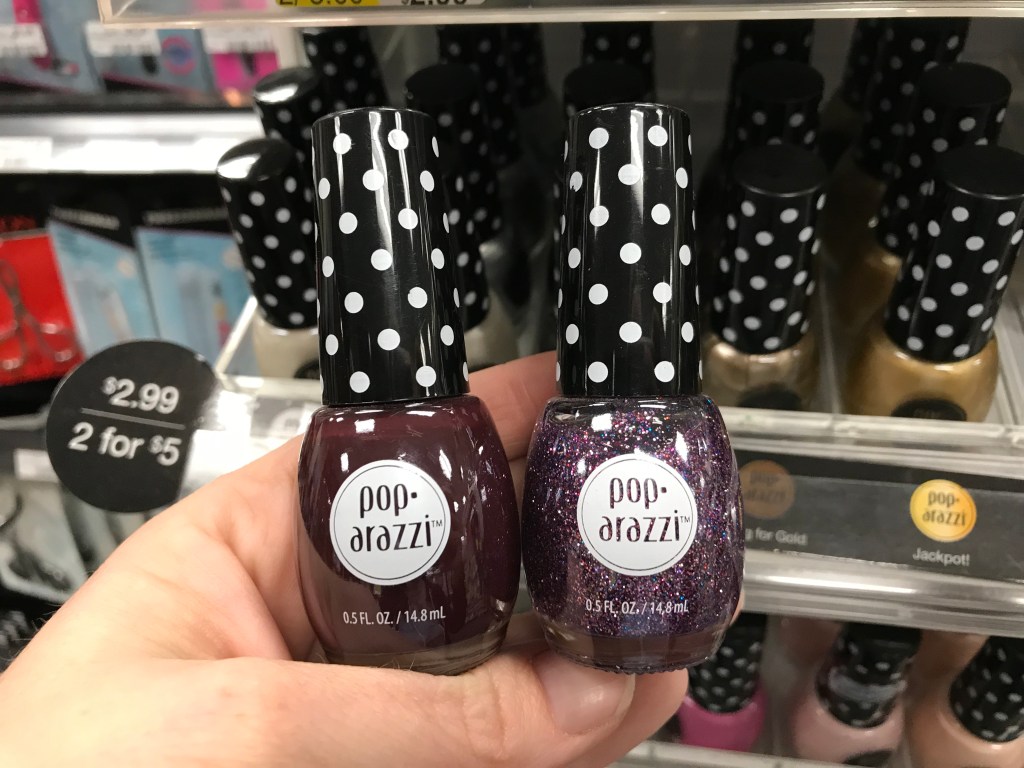 $2.99
2 for $5
pop·
arazzi™
0.5 FL. OZ. / 14.8 mL
pop·
arazzi™
0.5 FL. OZ. / 14.8 mL
pop·
arazzi
for Gold
pop·
arazzi
Jackpot!